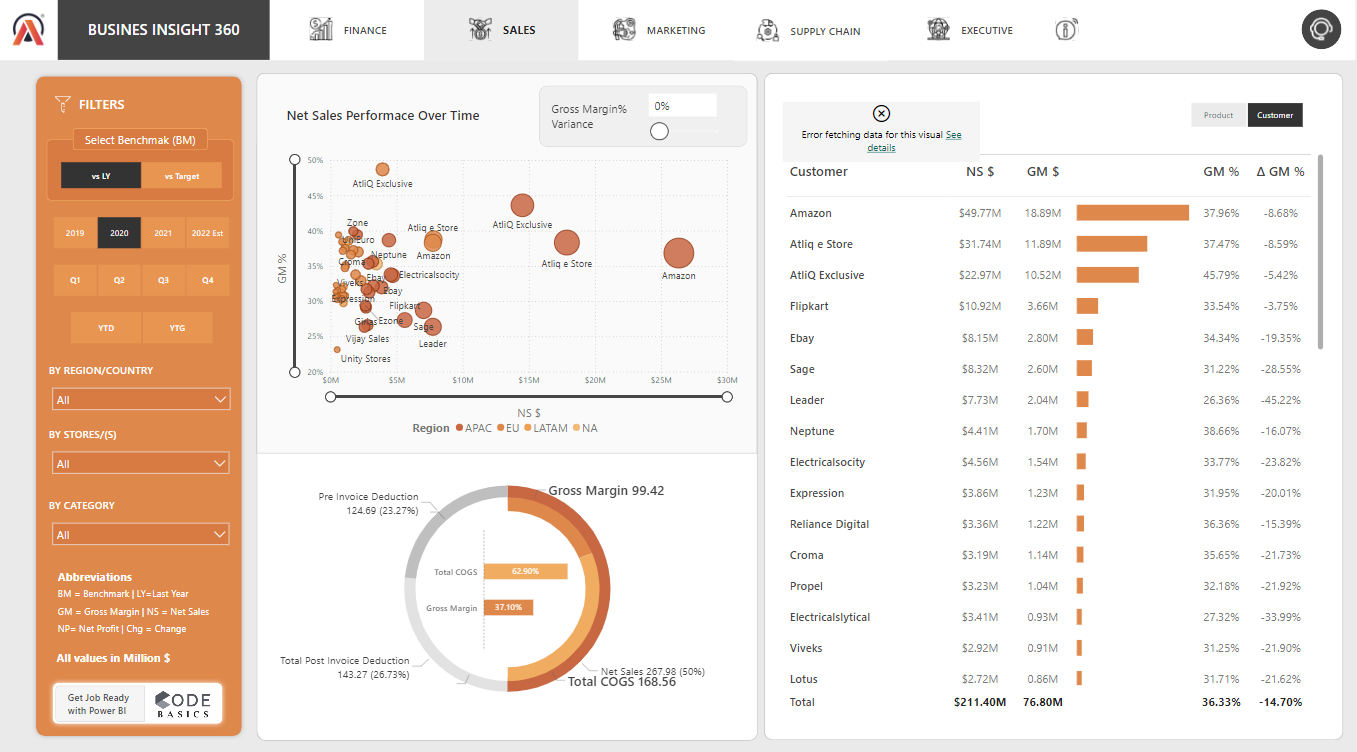 BUSINES INSIGHT 360
FINANCE
SALES
MARKETING
SUPPLY CHAIN
EXECUTIVE
FILTERS
Select Benchmak (BM)
vs LY
vs Target
2019
2020
2021
2022 Est
Q1
Q2
Q3
Q4
YTD
YTG
BY REGION/COUNTRY
All
BY STORES/(S)
All
BY CATEGORY
All
Abbreviations
BM = Benchmark | LY=Last Year
GM = Gross Margin | NS = Net Sales
NP= Net Profit | Chg = Change
All values in Million $
Get Job Ready
with Power BI
CODE
BASICS
Net Sales Performace Over Time
Gross Margin%
Variance
0%
50%
45%
40%
35%
30%
25%
20%
GM %
AtliQ Exclusive
AtliQ Exclusive
Zone
Atliq e Store
Euro
Neptune
Amazon
Atliq e Store
Amazon
Croma
Electricalsocity
Ebay
Viveks
Ebay
Expression
Flipkart
Girias
Ezone
Sage
Vijay Sales
Leader
Unity Stores
$0M
$5M
$10M
$15M
$20M
$25M
$30M
NS $
Region APAC EU LATAM NA
Gross Margin 99.42
Pre Invoice Deduction
124.69 (23.27%)
Total COGS
62.90%
Gross Margin
37.10%
Total Post Invoice Deduction
143.27 (26.73%)
Net Sales 267.98 (50%)
Total COGS 168.56
Error fetching data for this visual See
details
Product
Customer
Customer NS $ GM $ GM % Δ GM %
Amazon $49.77M 18.89M 37.96% -8.68%
Atliq e Store $31.74M 11.89M 37.47% -8.59%
AtliQ Exclusive $22.97M 10.52M 45.79% -5.42%
Flipkart $10.92M 3.66M 33.54% -3.75%
Ebay $8.15M 2.80M 34.34% -19.35%
Sage $8.32M 2.60M 31.22% -28.55%
Leader $7.73M 2.04M 26.36% -45.22%
Neptune $4.41M 1.70M 38.66% -16.07%
Electricalsocity $4.56M 1.54M 33.77% -23.82%
Expression $3.86M 1.23M 31.95% -20.01%
Reliance Digital $3.36M 1.22M 36.36% -15.39%
Croma $3.19M 1.14M 35.65% -21.73%
Propel $3.23M 1.04M 32.18% -21.92%
Electricalslytical $3.41M 0.93M 27.32% -33.99%
Viveks $2.92M 0.91M 31.25% -21.90%
Lotus $2.72M 0.86M 31.71% -21.62%
Total $211.40M 76.80M 36.33% -14.70%